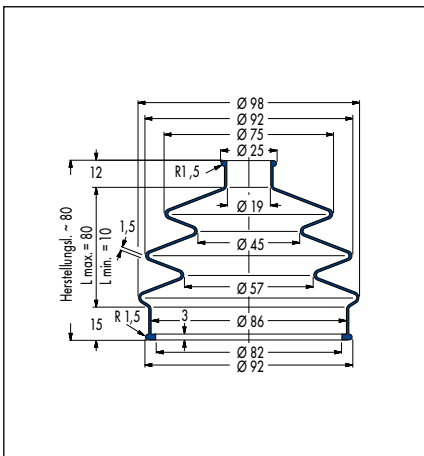 Ø 98
Ø 92
Ø 75
Ø 25
12
R1,5
Ø 19
1,5
Ø 45
Herstellungsl. ~ 80
L max. = 80
L min. = 10
Ø 57
15
R 1,5
3
Ø 86
Ø 82
Ø 92